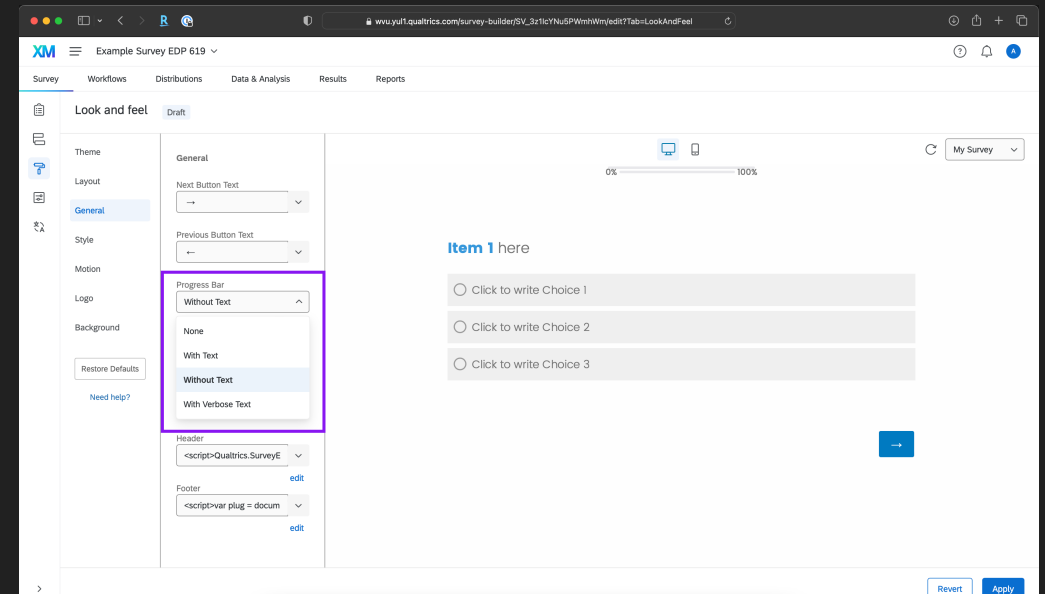 wvu.yul1.qualtrics.com/survey-builder/SV_3z1lcYNu5PWmhWm/edit?Tab=LookAndFeel
XM Example Survey EDP 619
A
Survey Workflows Distributions Data & Analysis Results Reports
Look and feel Draft
Theme
Layout
General
Style
Motion
Logo
Background
Restore Defaults
Need help?
General
Next Button Text
→
Previous Button Text
←
Progress Bar
Without Text
None
With Text
Without Text
With Verbose Text
Header
<script>Qualtrics.SurveyE
edit
Footer
<script>var plug = docum
edit
My Survey
0% 100%
Item 1 here
Click to write Choice 1
Click to write Choice 2
Click to write Choice 3
→
Revert Apply